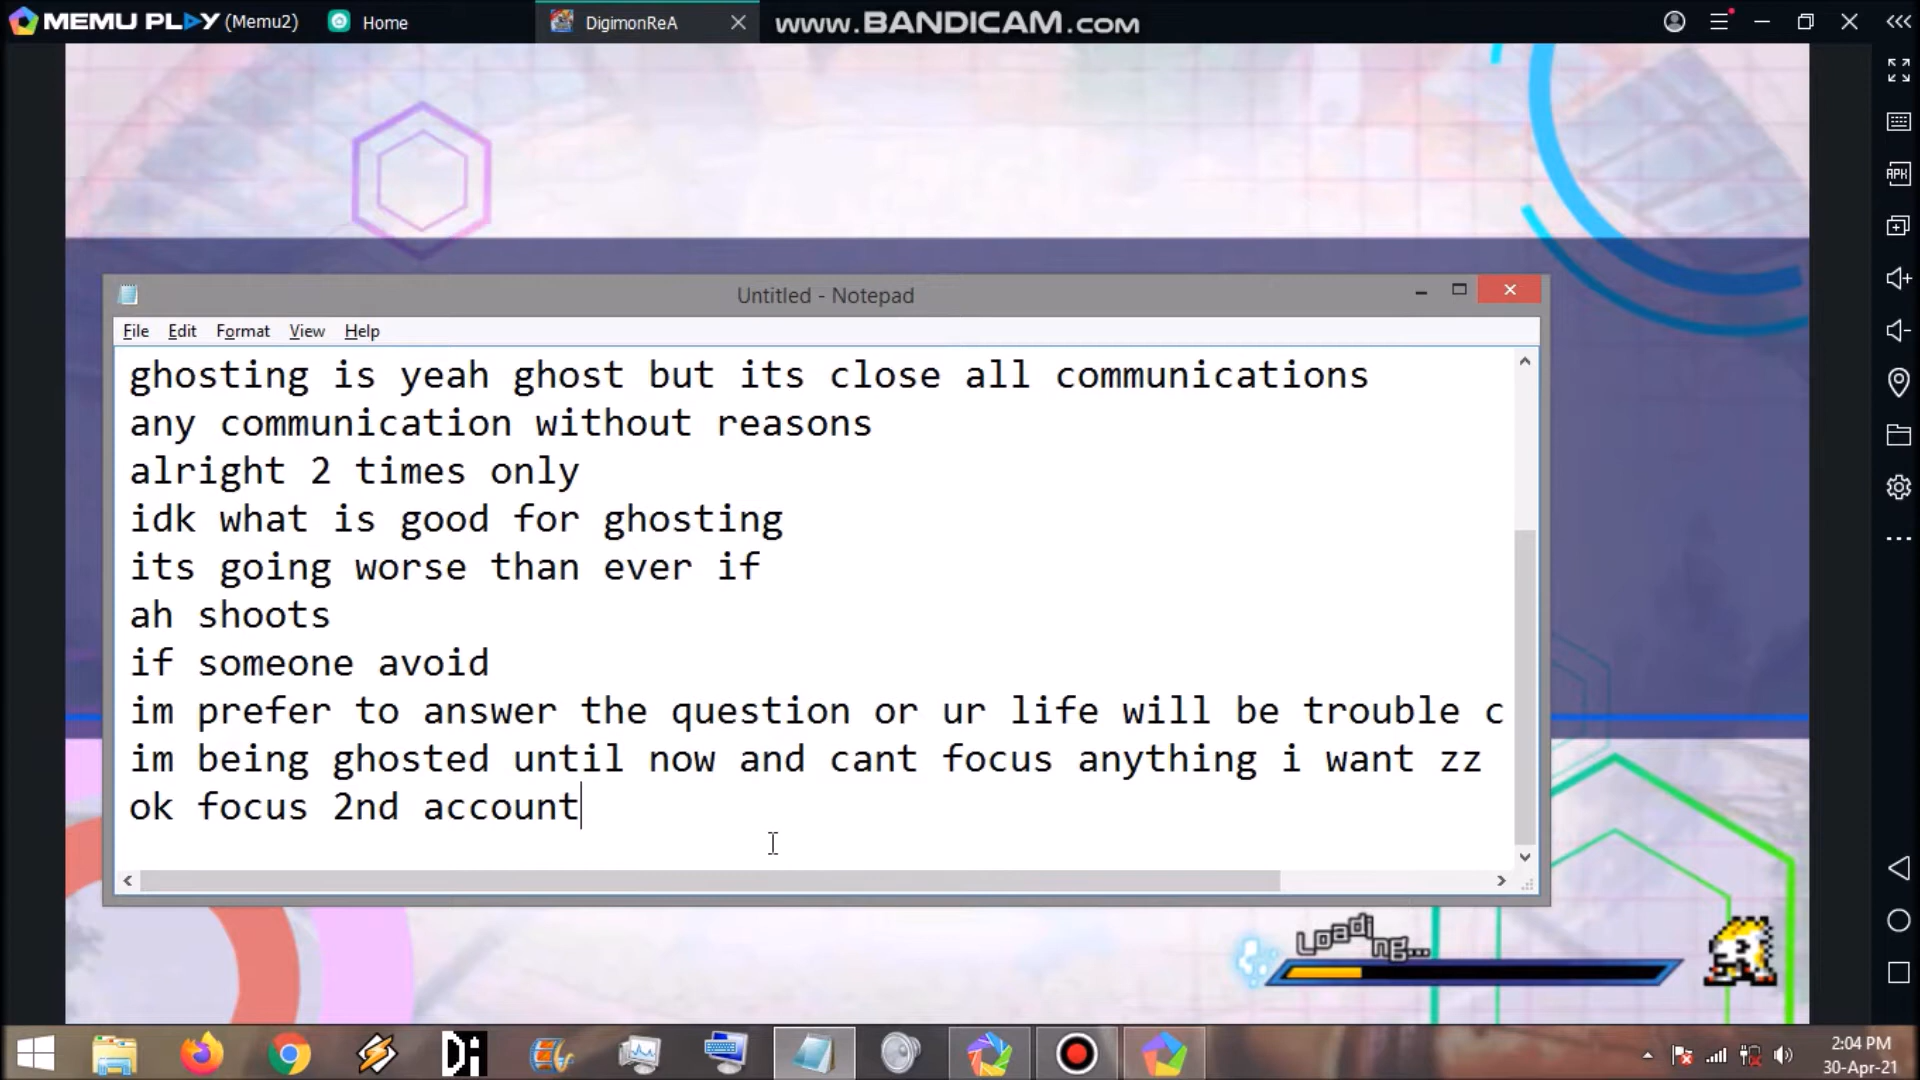 MEMU PLAY (Memu2)
Home
DigimonReA
www.BANDICAM.com
APK
Untitled - Notepad
File Edit Format View Help
ghosting is yeah ghost but its close all communications
any communication without reasons
alright 2 times only
idk what is good for ghosting
its going worse than ever if
ah shoots
if someone avoid
im prefer to answer the question or ur life will be trouble c
im being ghosted until now and cant focus anything i want zz
ok focus 2nd account
Loading...
Di
2:04 PM
30-Apr-21